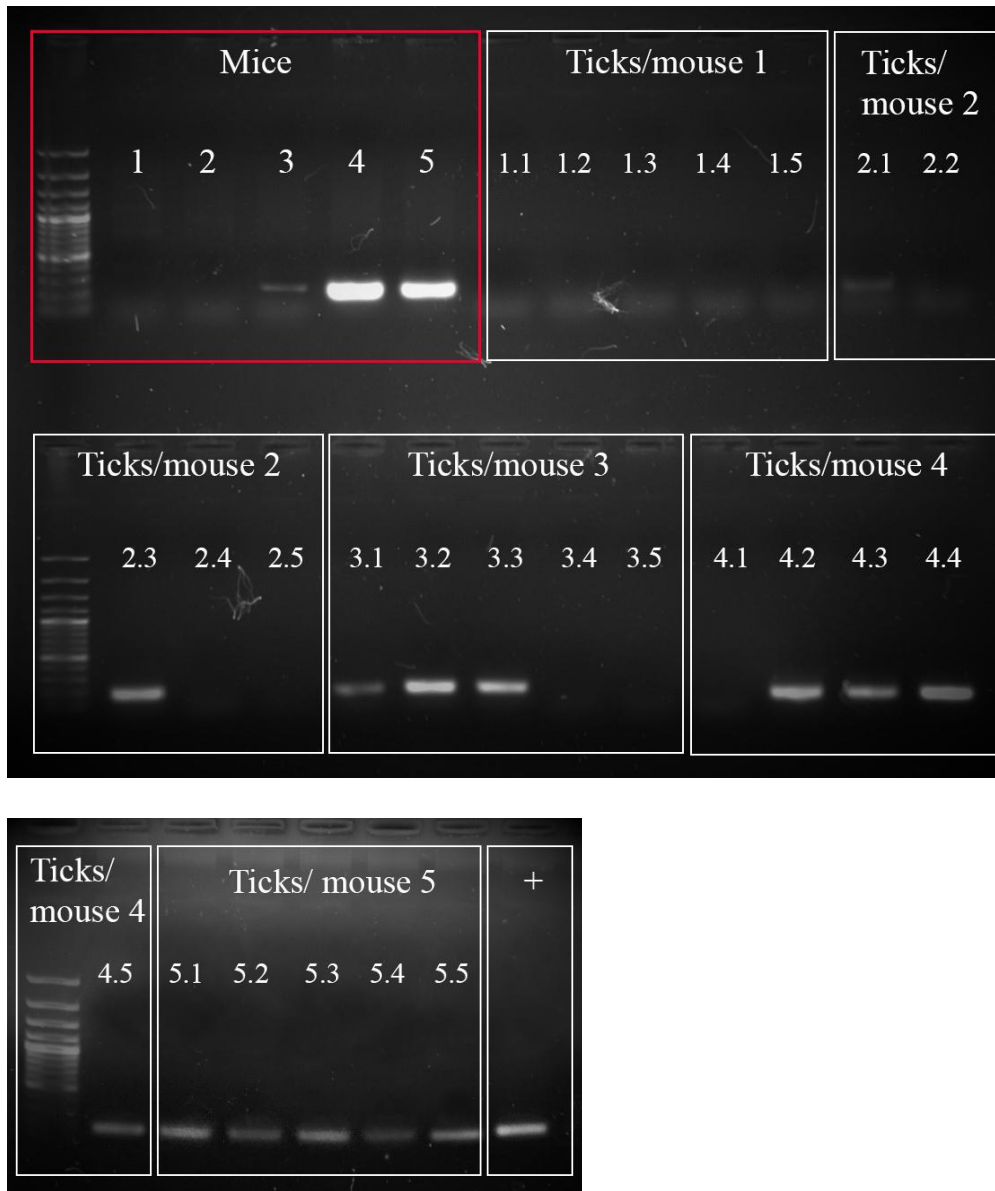 Mice
Ticks/mouse 1
Ticks/
mouse 2
1 2 3 4 5
1.1 1.2 1.3 1.4 1.5
2.1 2.2
Ticks/mouse 2
Ticks/mouse 3
Ticks/mouse 4
2.3 2.4 2.5
3.1 3.2 3.3 3.4 3.5
4.1 4.2 4.3 4.4
Ticks/
mouse 4
Ticks/ mouse 5
+
4.5
5.1 5.2 5.3 5.4 5.5